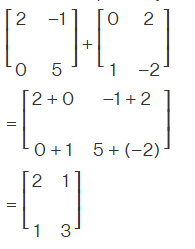 [2 −1
0 5] + [0 2
1 −2]
= [2+0 −1+2
0+1 5+(−2)]
= [2 1
1 3]